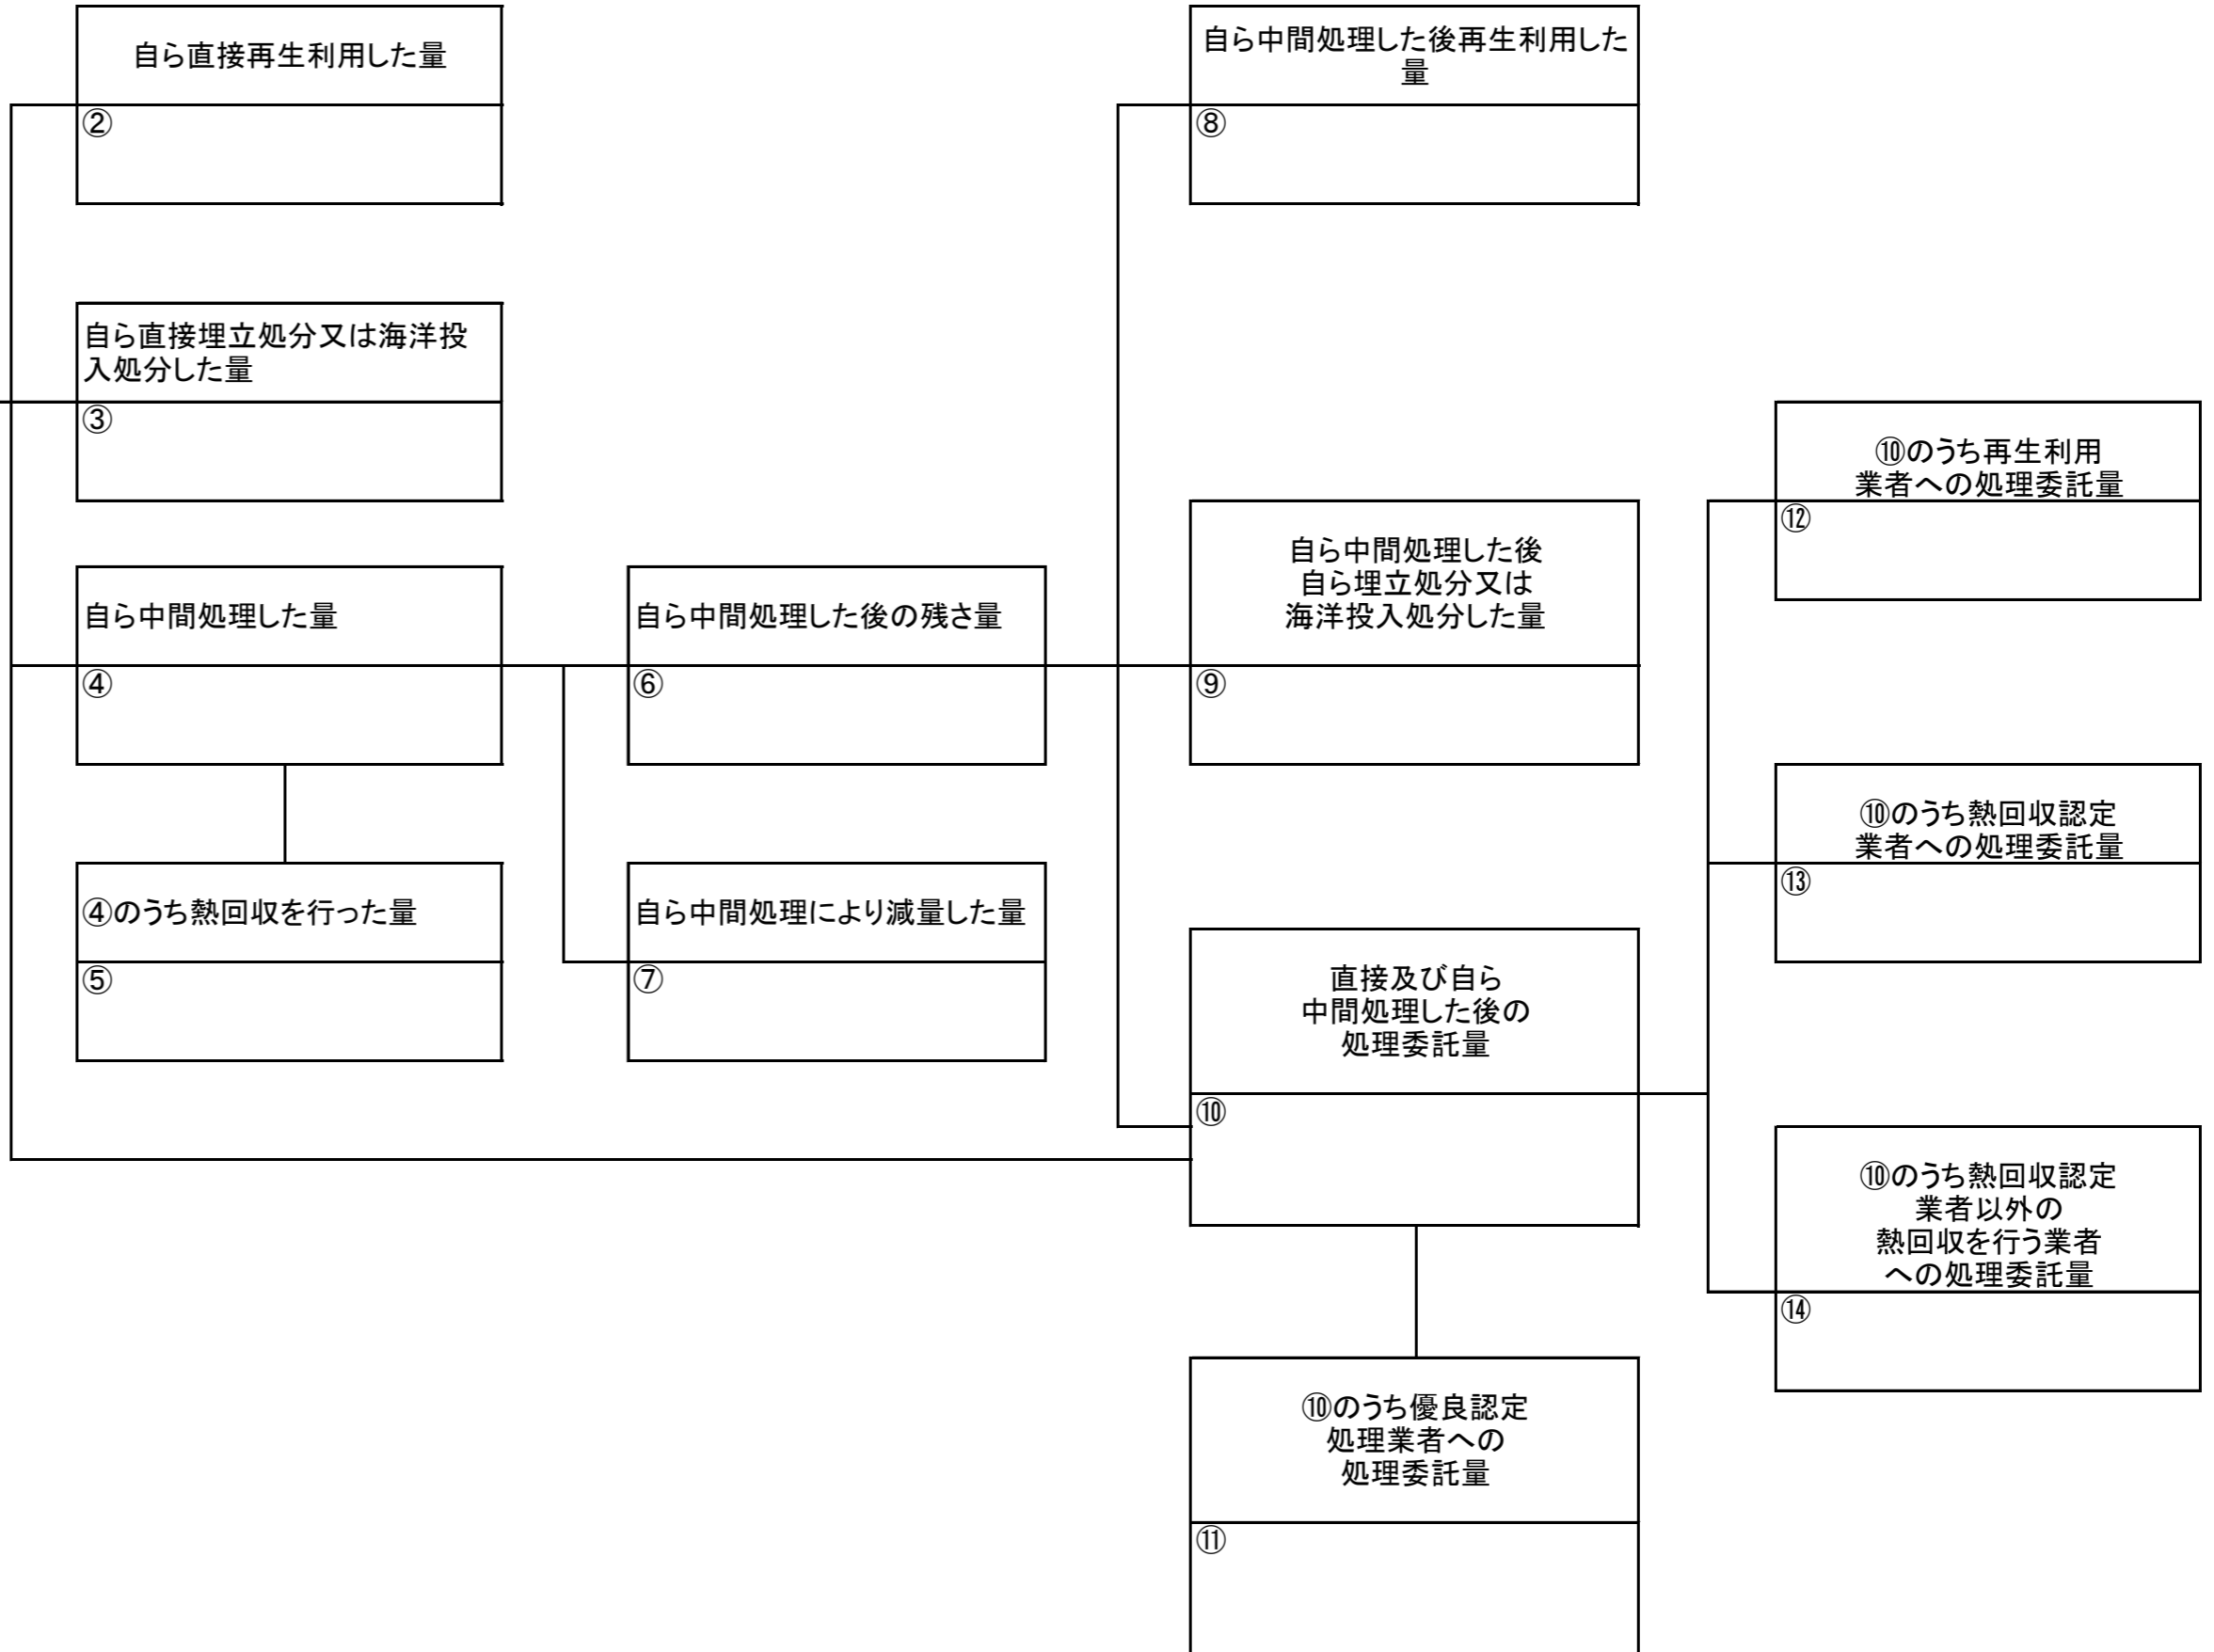 自ら直接再生利用した量
②
自ら中間処理した後再生利用した
量
⑧
自ら直接埋立処分又は海洋投
入処分した量
③
⑩のうち再生利用
業者への処理委託量
⑫
自ら中間処理した量
④
自ら中間処理した後の残さ量
⑥
自ら中間処理した後
自ら埋立処分又は
海洋投入処分した量
⑨
⑩のうち熱回収認定
業者への処理委託量
⑬
④のうち熱回収を行った量
⑤
自ら中間処理により減量した量
⑦
直接及び自ら
中間処理した後の
処理委託量
⑩
⑩のうち熱回収認定
業者以外の
熱回収を行う業者
への処理委託量
⑭
⑩のうち優良認定
処理業者への
処理委託量
⑪